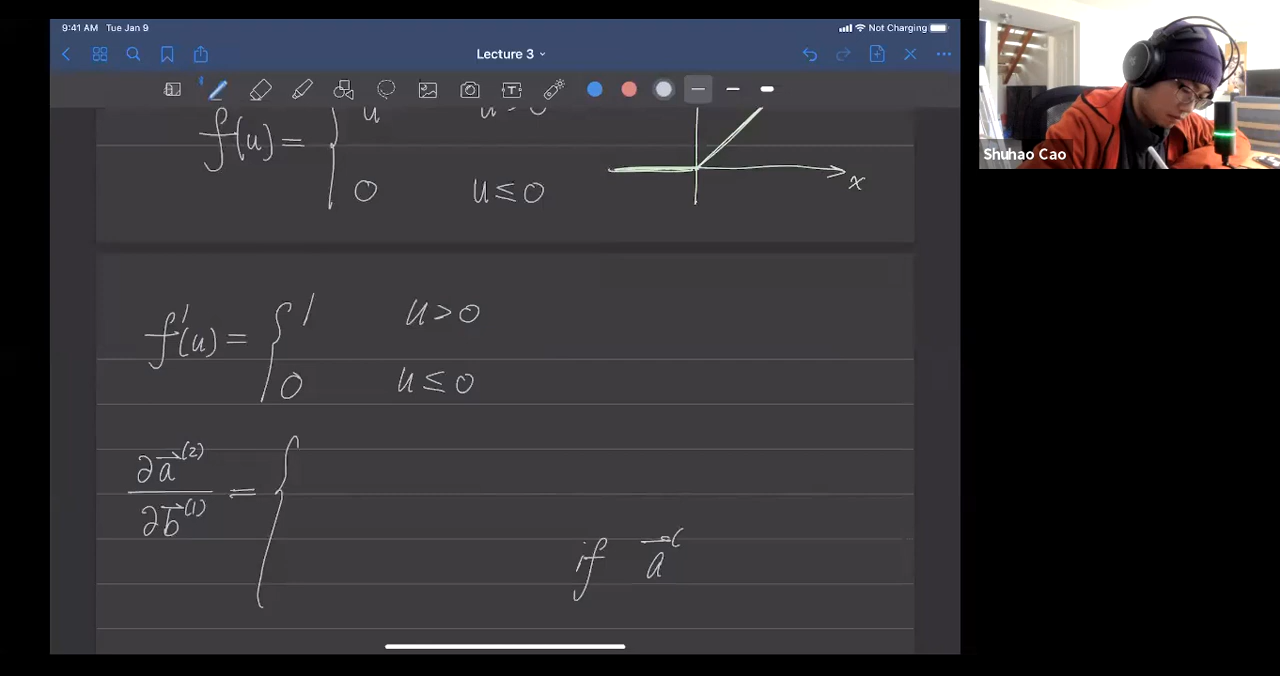 9:41 AM Tue Jan 9
Not Charging
Lecture 3
f(u) = { u u > 0
0 u ≤ 0
x
f'(u) = { 1 u > 0
0 u ≤ 0
∂a⃗^(2)/∂b⃗^(1) = {
if a⃗^(
Shuhao Cao